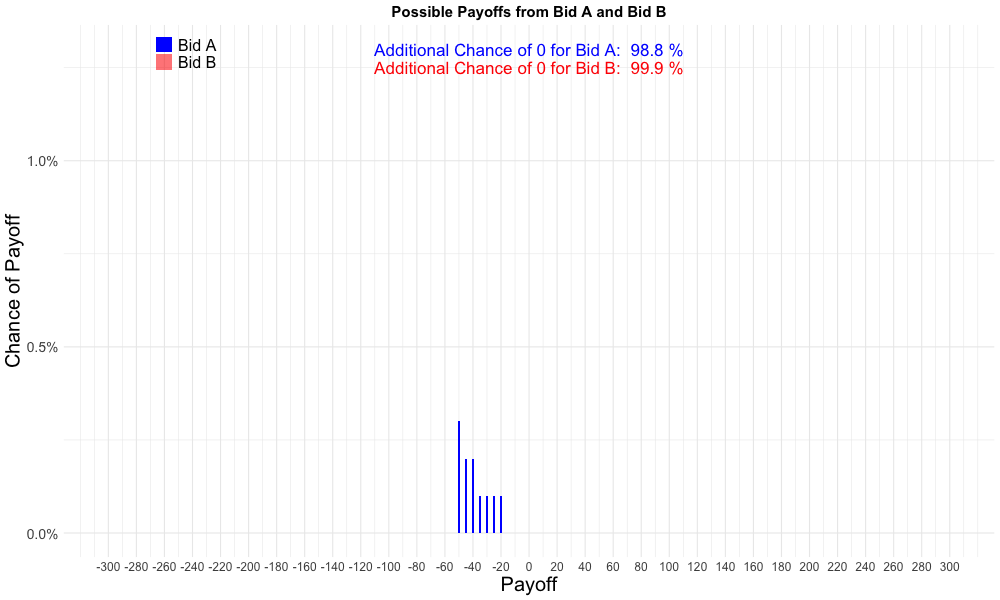 Possible Payoffs from Bid A and Bid B
Bid A
Bid B
Additional Chance of 0 for Bid A:  98.8 %
Additional Chance of 0 for Bid B:  99.9 %
Chance of Payoff
1.0%
0.5%
0.0%
-300 -280 -260 -240 -220 -200 -180 -160 -140 -120 -100 -80 -60 -40 -20 0 20 40 60 80 100 120 140 160 180 200 220 240 260 280 300
Payoff